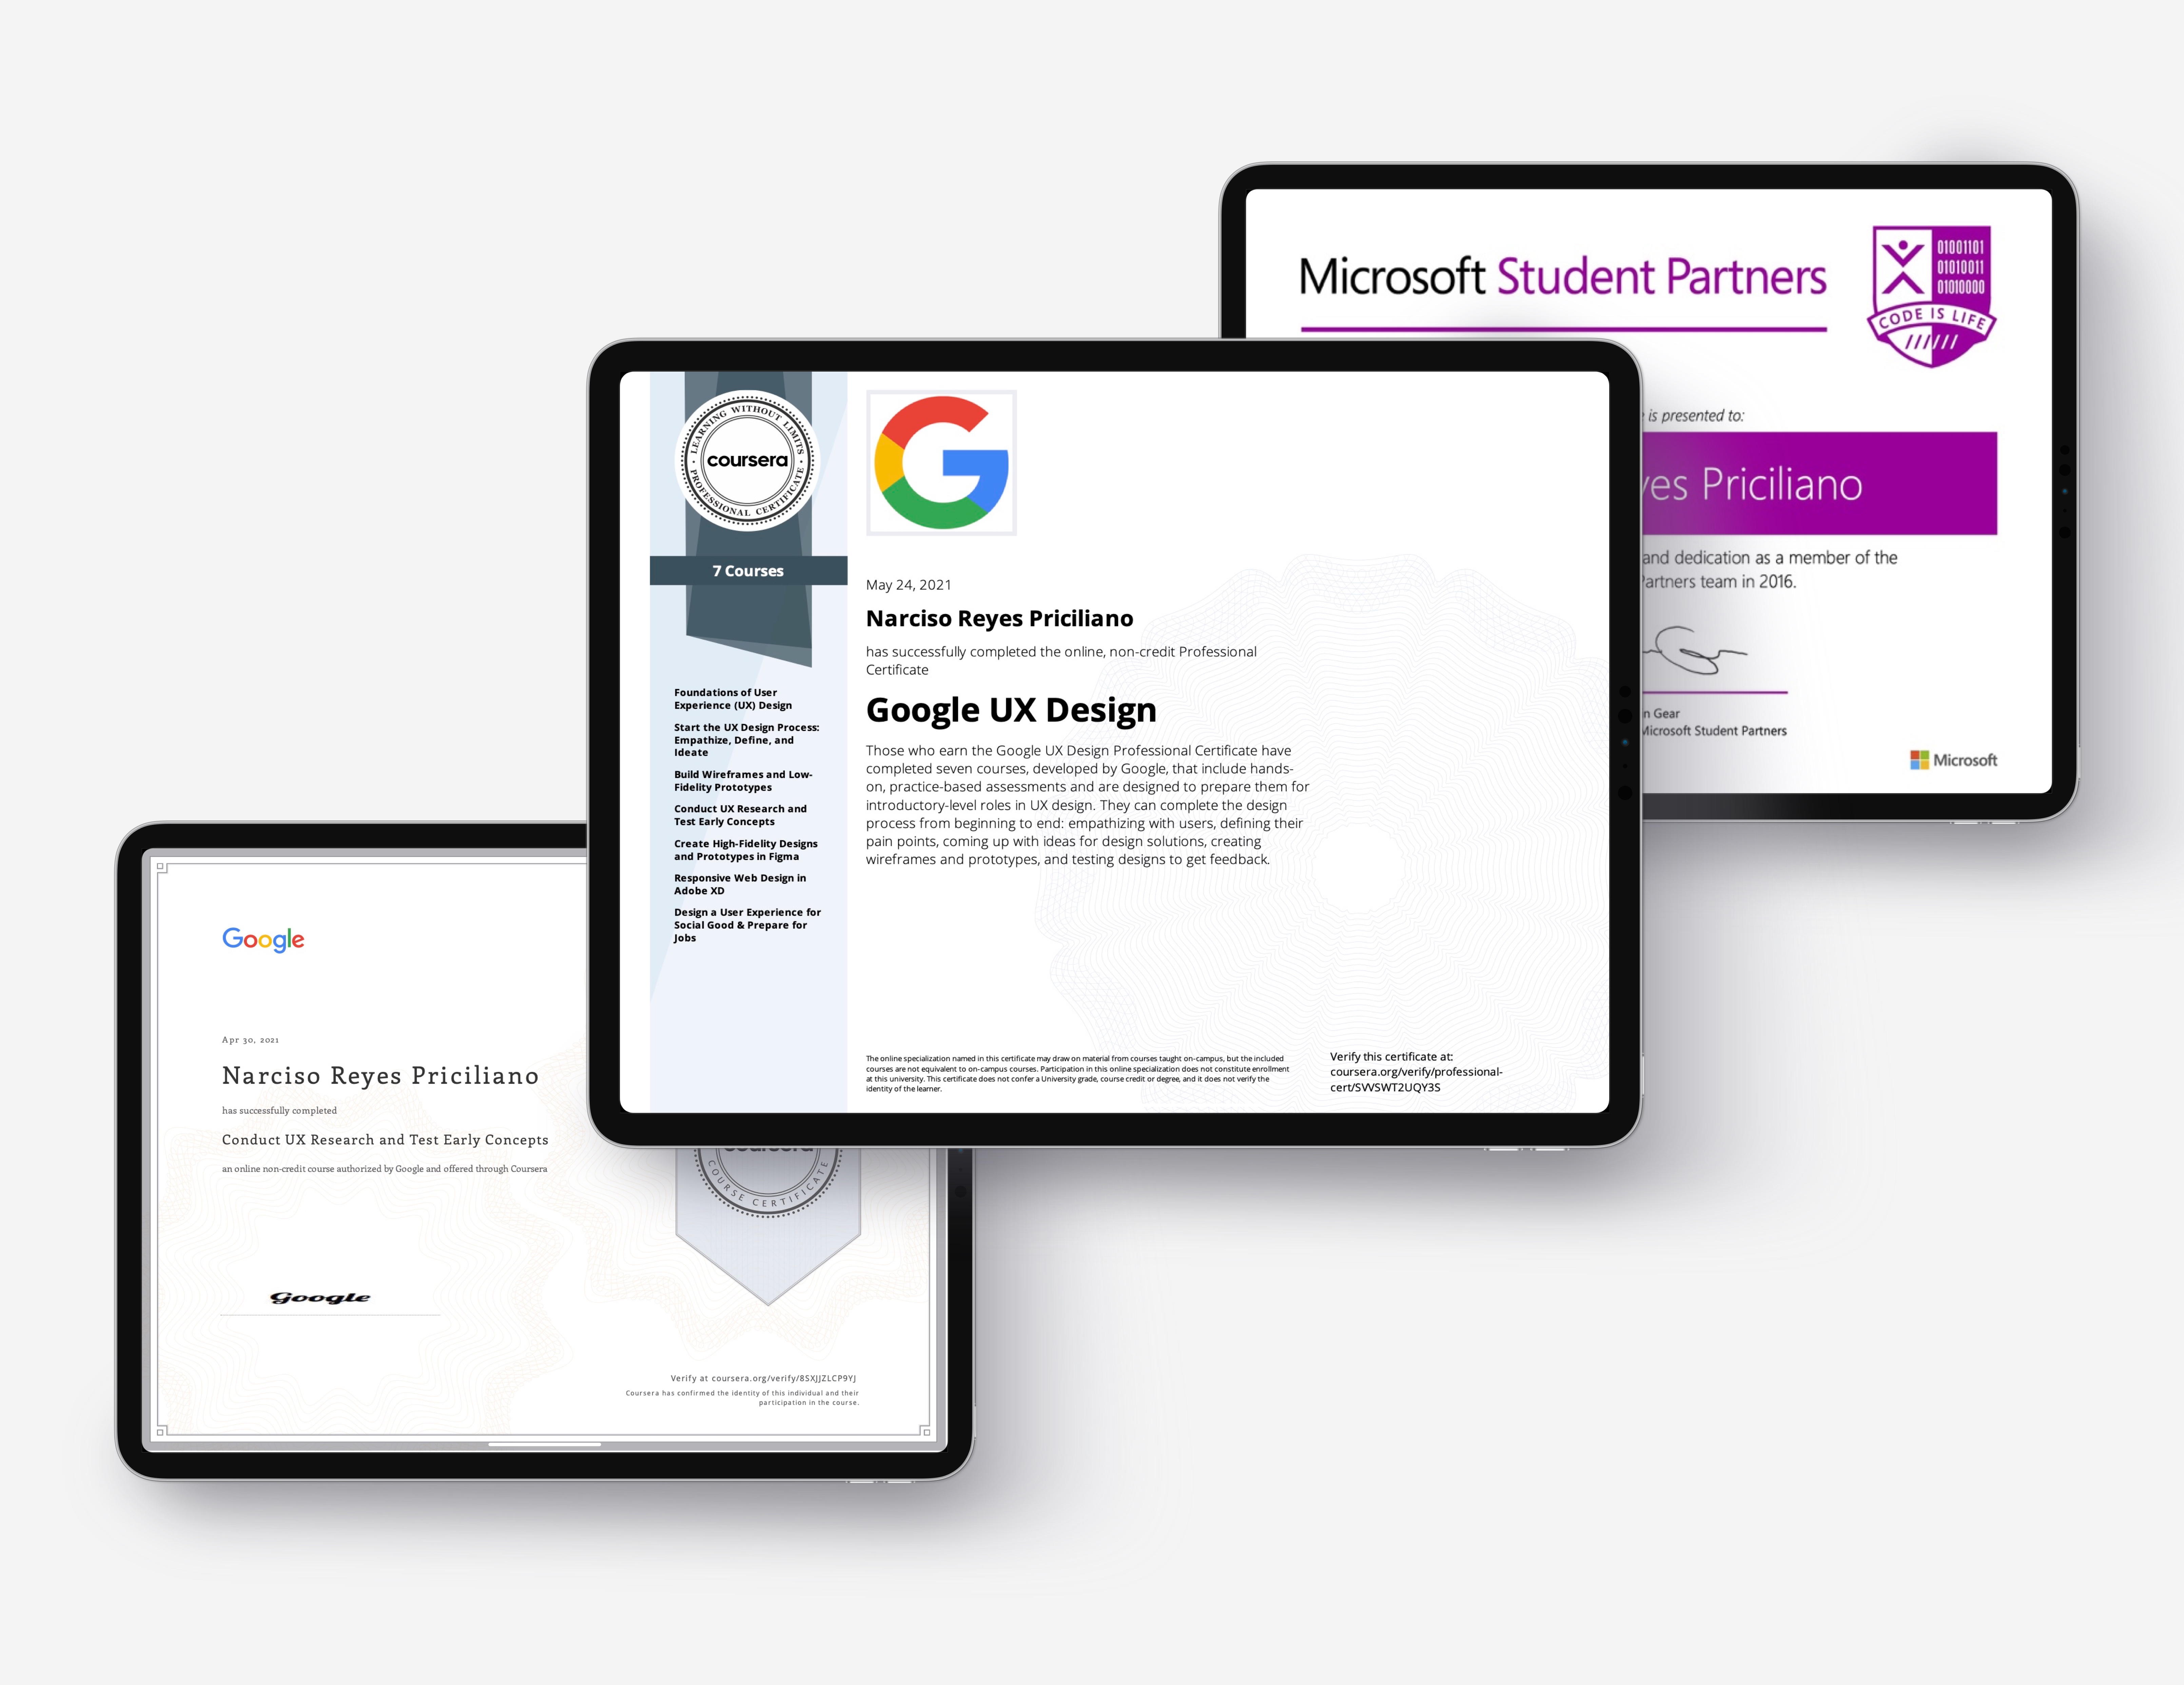 Microsoft Student Partners
01001101
01010011
01010000
CODE IS LIFE
is presented to:
Priciliano
and dedication as a member of the
Partners team in 2016.
Gear
Microsoft Student Partners
Microsoft
LEARNING WITHOUT LIMITS
coursera
PROFESSIONAL CERTIFICATE
7 Courses
Foundations of User
Experience (UX) Design
Start the UX Design Process:
Empathize, Define, and
Ideate
Build Wireframes and Low-
Fidelity Prototypes
Conduct UX Research and
Test Early Concepts
Create High-Fidelity Designs
and Prototypes in Figma
Responsive Web Design in
Adobe XD
Design a User Experience for
Social Good & Prepare for
Jobs
G
May 24, 2021
Narciso Reyes Priciliano
has successfully completed the online, non-credit Professional
Certificate
Google UX Design
Those who earn the Google UX Design Professional Certificate have
completed seven courses, developed by Google, that include hands-
on, practice-based assessments and are designed to prepare them for
introductory-level roles in UX design. They can complete the design
process from beginning to end: empathizing with users, defining their
pain points, coming up with ideas for design solutions, creating
wireframes and prototypes, and testing designs to get feedback.
The online specialization named in this certificate may draw on material from courses taught on-campus, but the included
courses are not equivalent to on-campus courses. Participation in this online specialization does not constitute enrollment
at this university. This certificate does not confer a University grade, course credit or degree, and it does not verify the
identity of the learner.
Verify this certificate at:
coursera.org/verify/professional-
cert/SVVSWT2UQY3S
Google
Apr 30, 2021
Narciso Reyes Priciliano
has successfully completed
Conduct UX Research and Test Early Concepts
an online non-credit course authorized by Google and offered through Coursera
Google
COURSE CERTIFICATE
Verify at coursera.org/verify/8SXJJZLCP9YJ
Coursera has confirmed the identity of this individual and their
participation in the course.